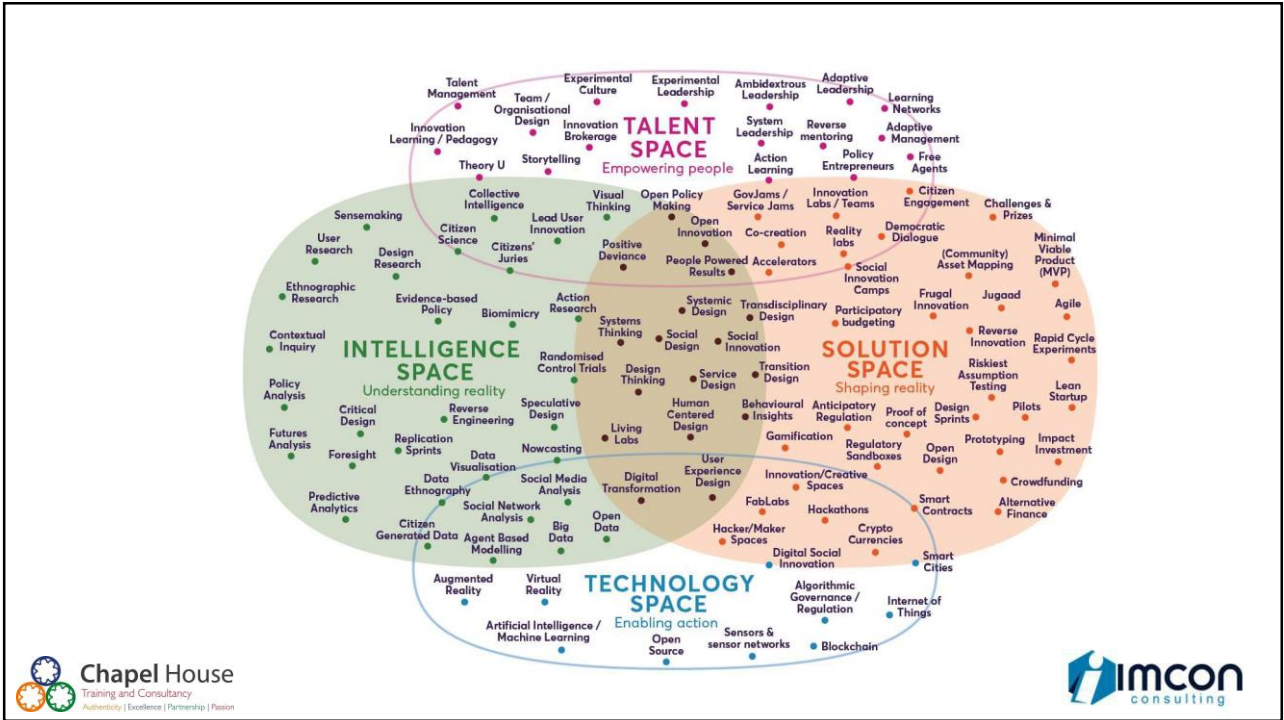 Talent
Management
Experimental
Culture
Experimental
Leadership
Ambidextrous
Leadership
Adaptive
Leadership
Learning
Networks
Team /
Organisational
Design
Innovation
Learning / Pedagogy
Innovation
Brokerage
TALENT
SPACE
Empowering people
System
Leadership
Reverse
mentoring
Adaptive
Management
Theory U
Storytelling
Action
Learning
Policy
Entrepreneurs
Free
Agents
Collective
Intelligence
Visual
Thinking
Open Policy
Making
GovJams /
Service Jams
Innovation
Labs / Teams
Citizen
Engagement
Challenges &
Prizes
Sensemaking
Lead User
Innovation
Open
Innovation
Co-creation
Reality
labs
Democratic
Dialogue
User
Research
Design
Research
Citizen
Science
Citizens'
Juries
Positive
Deviance
People Powered
Results
Accelerators
Social
Innovation
Camps
(Community)
Asset Mapping
Minimal
Viable
Product
(MVP)
Ethnographic
Research
Evidence-based
Policy
Biomimicry
Action
Research
Systemic
Design
Transdisciplinary
Design
Participatory
budgeting
Frugal
Innovation
Jugaad
Agile
Contextual
Inquiry
INTELLIGENCE
SPACE
Understanding reality
Systems
Thinking
Social
Design
Social
Innovation
SOLUTION
SPACE
Shaping reality
Reverse
Innovation
Rapid Cycle
Experiments
Randomised
Control Trials
Design
Thinking
Service
Design
Transition
Design
Riskiest
Assumption
Testing
Lean
Startup
Policy
Analysis
Critical
Design
Reverse
Engineering
Speculative
Design
Human
Centered
Design
Behavioural
Insights
Anticipatory
Regulation
Proof of
concept
Design
Sprints
Pilots
Futures
Analysis
Foresight
Replication
Sprints
Living
Labs
Gamification
Regulatory
Sandboxes
Open
Design
Prototyping
Impact
Investment
Data
Visualisation
Nowcasting
Data
Ethnography
Social Media
Analysis
Digital
Transformation
User
Experience
Design
Innovation/Creative
Spaces
Crowdfunding
Predictive
Analytics
Social Network
Analysis
FabLabs
Hackathons
Smart
Contracts
Alternative
Finance
Citizen
Generated Data
Agent Based
Modelling
Big
Data
Open
Data
Hacker/Maker
Spaces
Crypto
Currencies
Digital Social
Innovation
Smart
Cities
Augmented
Reality
Virtual
Reality
TECHNOLOGY
SPACE
Enabling action
Algorithmic
Governance /
Regulation
Internet of
Things
Artificial Intelligence /
Machine Learning
Open
Source
Sensors &
sensor networks
Blockchain
Chapel House
Training and Consultancy
Authenticity | Excellence | Partnership | Passion
imcon
consulting